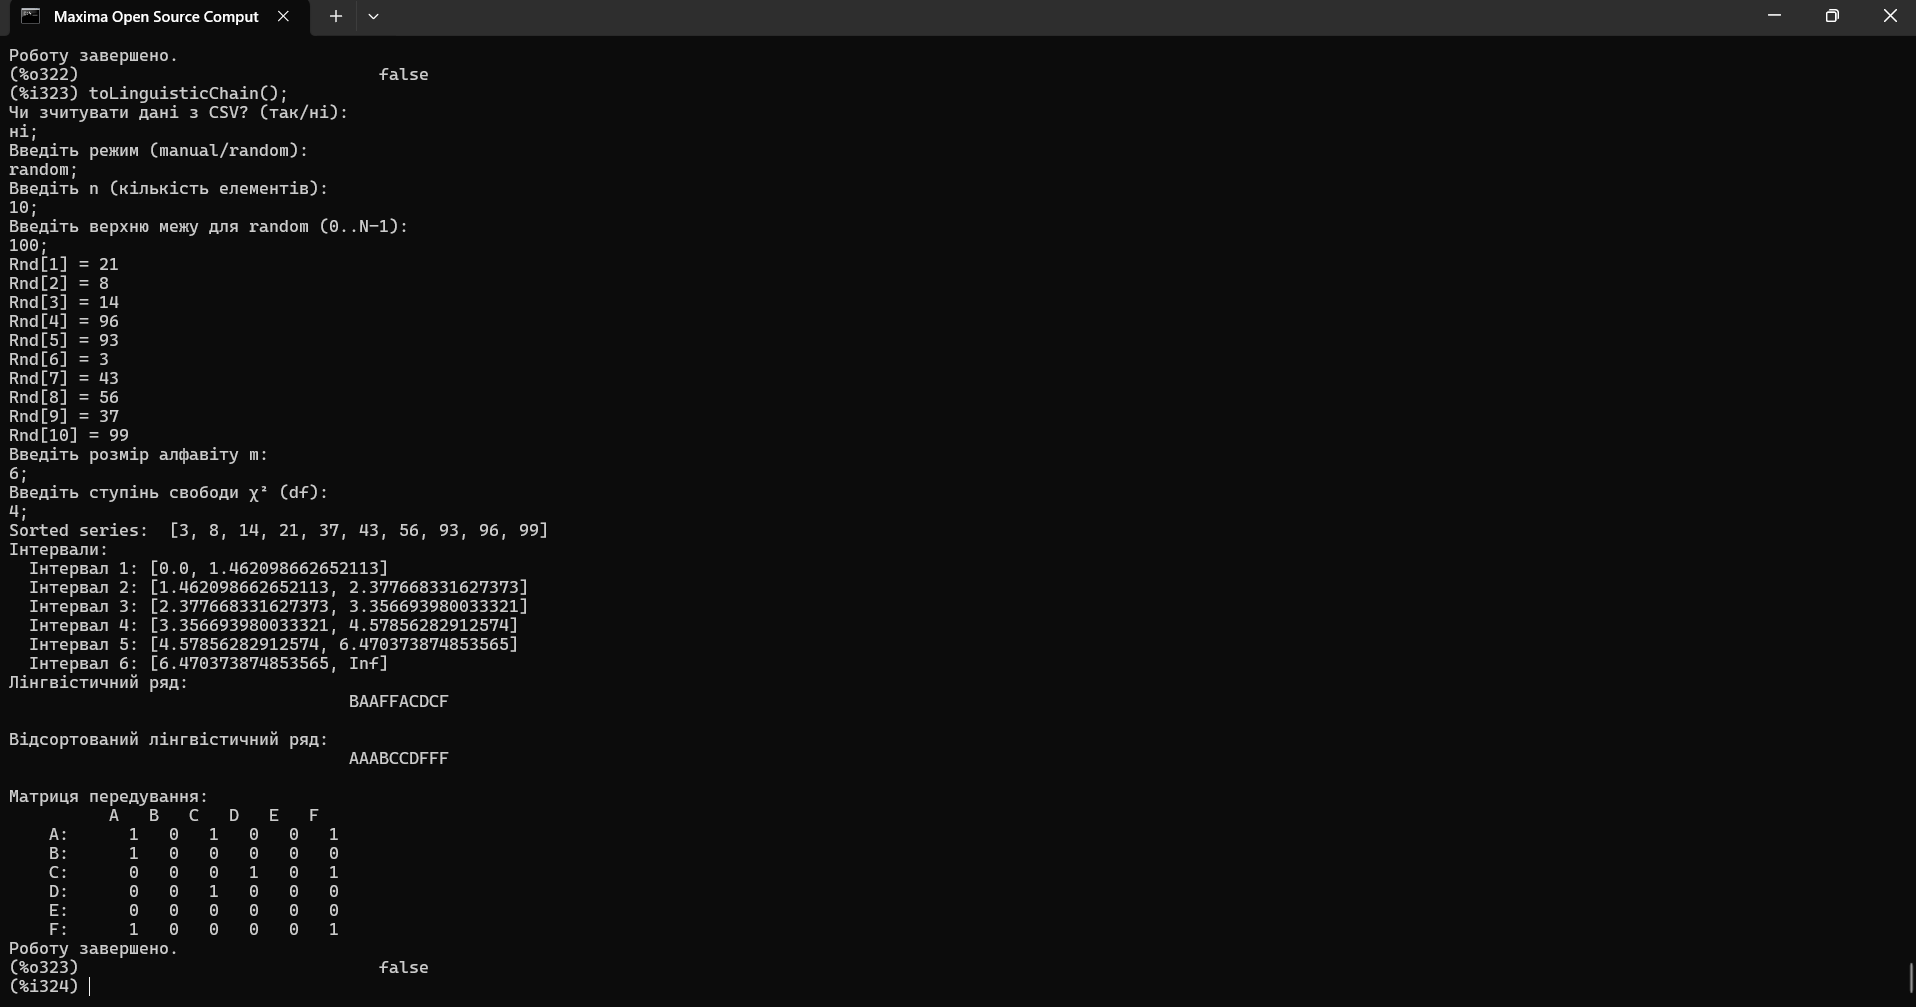 Maxima Open Source Comput
Роботу завершено.
(%o322)                              false
(%i323) toLinguisticChain();
Чи зчитувати дані з CSV? (так/ні):
ні;
Введіть режим (manual/random):
random;
Введіть n (кількість елементів):
10;
Введіть верхню межу для random (0..N-1):
100;
Rnd[1] = 21
Rnd[2] = 8
Rnd[3] = 14
Rnd[4] = 96
Rnd[5] = 93
Rnd[6] = 3
Rnd[7] = 43
Rnd[8] = 56
Rnd[9] = 37
Rnd[10] = 99
Введіть розмір алфавіту m:
6;
Введіть ступінь свободи χ² (df):
4;
Sorted series:  [3, 8, 14, 21, 37, 43, 56, 93, 96, 99]
Інтервали:
  Інтервал 1: [0.0, 1.462098662652113]
  Інтервал 2: [1.462098662652113, 2.377668331627373]
  Інтервал 3: [2.377668331627373, 3.356693980033321]
  Інтервал 4: [3.356693980033321, 4.57856282912574]
  Інтервал 5: [4.57856282912574, 6.470373874853565]
  Інтервал 6: [6.470373874853565, Inf]
Лінгвістичний ряд:
                                  BAAFFACDCF
Відсортований лінгвістичний ряд:
                                  AAABCCDFFF
Матриця передування:
          A   B   C   D   E   F
    A:      1   0   1   0   0   1
    B:      1   0   0   0   0   0
    C:      0   0   0   1   0   1
    D:      0   0   1   0   0   0
    E:      0   0   0   0   0   0
    F:      1   0   0   0   0   1
Роботу завершено.
(%o323)                              false
(%i324)